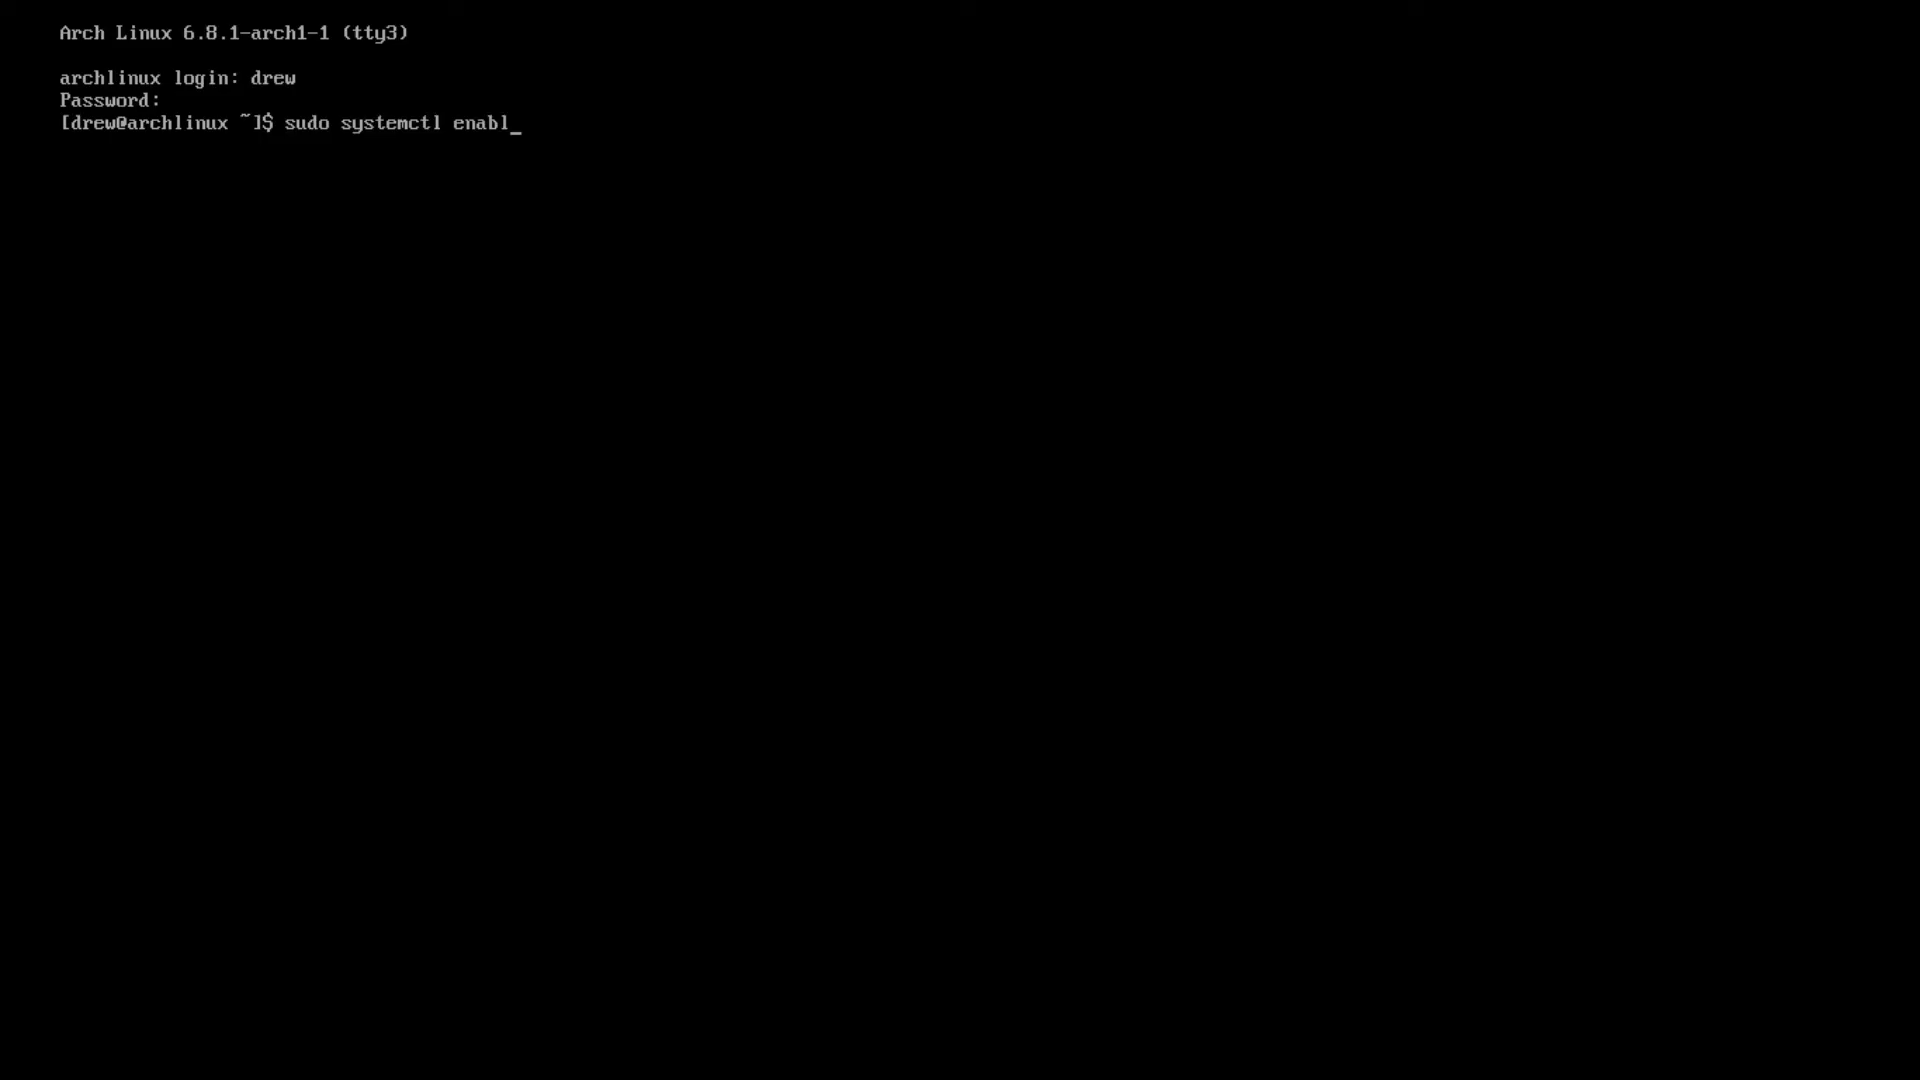 Arch Linux 6.8.1-arch1-1 (tty3)
archlinux login: drew
Password:
[drew@archlinux ~]$ sudo systemctl enabl_